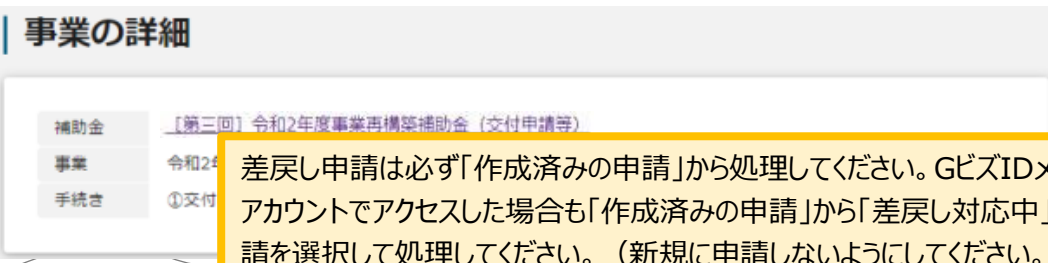 事業の詳細
補助金 [第三回] 令和2年度事業再構築補助金(交付申請等)
事業 令和2年
手続き ①交付
差戻し申請は必ず「作成済みの申請」から処理してください。GビズIDメ
アカウントでアクセスした場合も「作成済みの申請」から「差戻し対応中」
請を選択して処理してください。(新規に申請しないようにしてください。